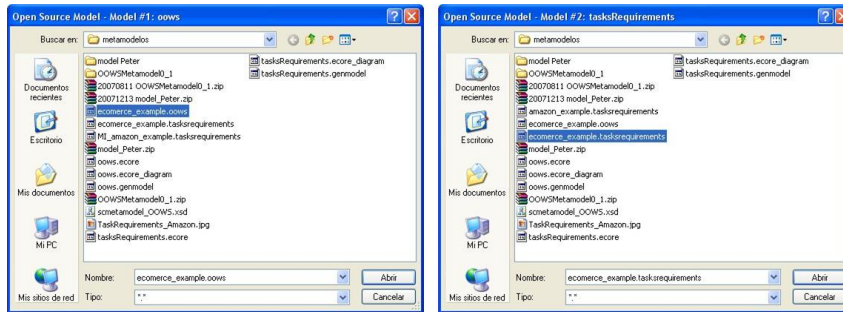 Open Source Model - Model #1: oows
Buscar en: metamodelos
Documentos recientes
Escritorio
Mis documentos
Mi PC
Mis sitios de red
model Peter
OOWSMetamodel0_1
20070811 OOWSMetamodel0_1.zip
20071213 model_Peter.zip
ecomerce_example.oows
ecomerce_example.tasksrequirements
MI_amazon_example.tasksrequirements
model_Peter.zip
oows.ecore
oows.ecore_diagram
oows.genmodel
OOWSMetamodel0_1.zip
scmetamodel_OOWS.xsd
TaskRequirements_Amazon.jpg
tasksRequirements.ecore
tasksRequirements.ecore_diagram
tasksRequirements.genmodel
Nombre: ecomerce_example.oows Abrir
Tipo: *.* Cancelar
Open Source Model - Model #2: tasksRequirements
Buscar en: metamodelos
Documentos recientes
Escritorio
Mis documentos
Mi PC
Mis sitios de red
model Peter
OOWSMetamodel0_1
20070811 OOWSMetamodel0_1.zip
20071213 model_Peter.zip
amazon_example.tasksrequirements
ecomerce_example.oows
ecomerce_example.tasksrequirements
model_Peter.zip
oows.ecore
oows.ecore_diagram
oows.genmodel
OOWSMetamodel0_1.zip
scmetamodel_OOWS.xsd
TaskRequirements_Amazon.jpg
tasksRequirements.ecore
tasksRequirements.ecore_diagram
tasksRequirements.genmodel
Nombre: ecomerce_example.tasksrequirements Abrir
Tipo: *.* Cancelar